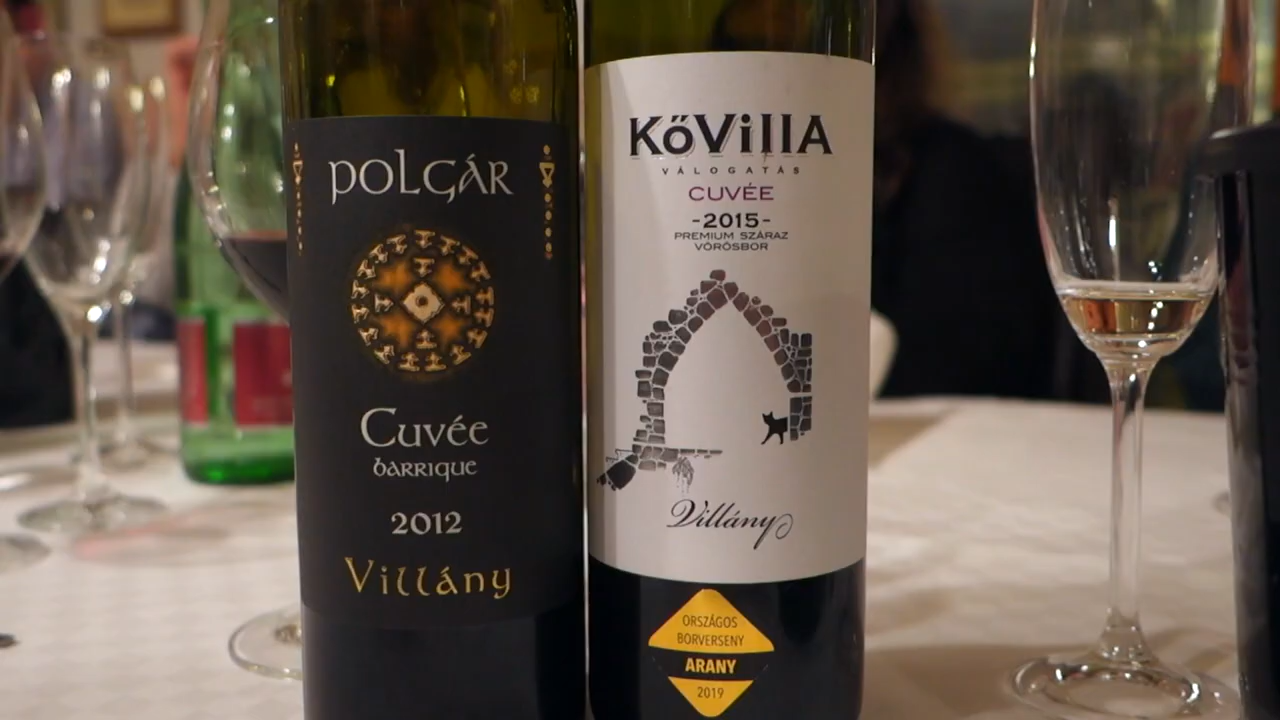 POLGÁR
Cuvée
barrique
2012
Villány
KőVillA
VÁLOGATÁS
CUVÉE
-2015-
PREMIUM SZÁRAZ
VÖRÖSBOR
Villány
ORSZÁGOS
BORVERSENY
ARANY
2019